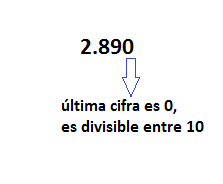 2.890
última cifra es 0,
es divisible entre 10